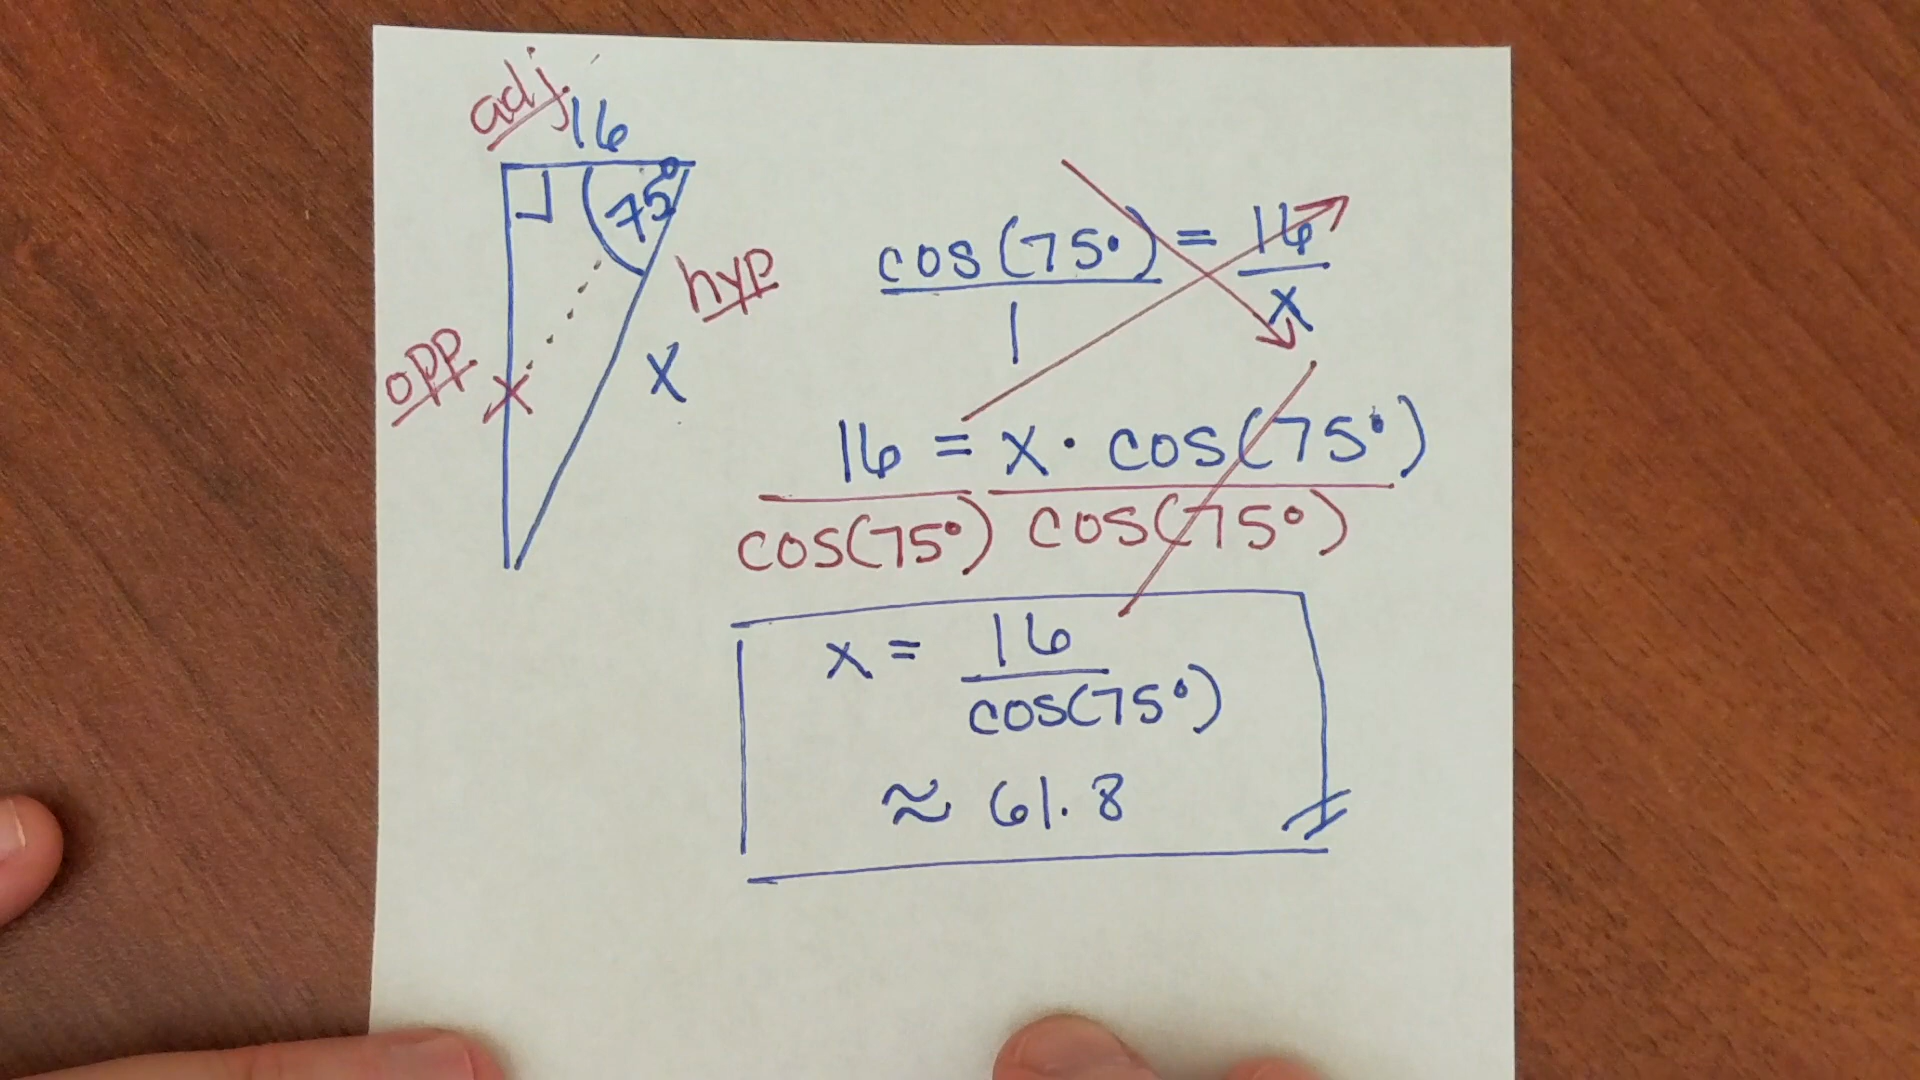 adj.
16
75°
hyp
opp
x
cos(75°) = 16
1 x
16 = x · cos(75°)
cos(75°) cos(75°)
x = 16
cos(75°)
≈ 61.8